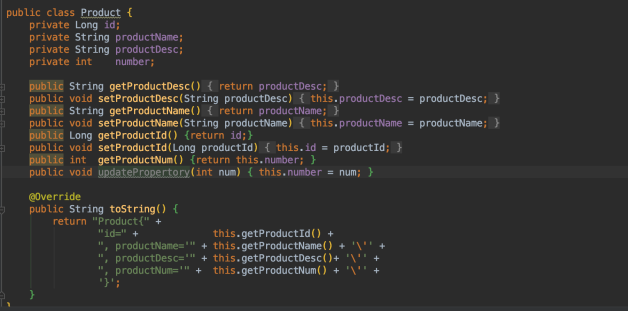 public class Product {
    private Long id;
    private String productName;
    private String productDesc;
    private int    number;
    public String getProductDesc() { return productDesc; }
    public void setProductDesc(String productDesc) { this.productDesc = productDesc; }
    public String getProductName() { return productName; }
    public void setProductName(String productName) { this.productName = productName; }
    public Long getProductId() {return id;}
    public void setProductId(Long productId) { this.id = productId; }
    public int  getProductNum() {return this.number; }
    public void updatePropertory(int num) { this.number = num; }
    @Override
    public String toString() {
        return "Product{" +
                "id=" +             this.getProductId() +
                ", productName='" + this.getProductName() + '\'' +
                ", productDesc='" + this.getProductDesc()+ '\'' +
                ", productNum='" +  this.getProductNum() + '\'' +
                '}';
    }
}